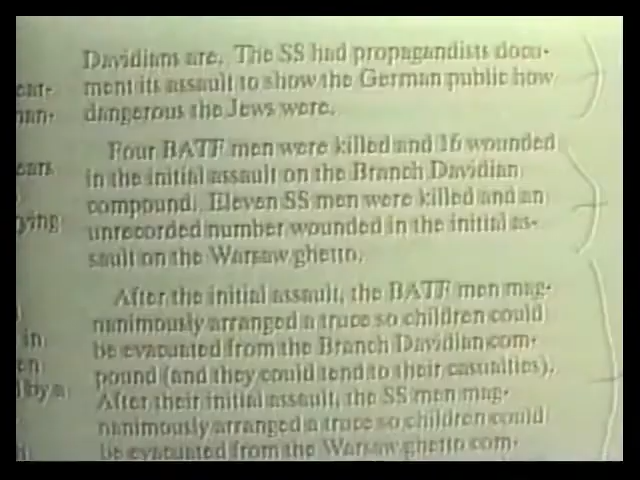 Davidians are. The SS had propagandists docu-
ment its assault to show the German public how
dangerous the Jews were.
Four BATF men were killed and 16 wounded
in the initial assault on the Branch Davidian
compound. Eleven SS men were killed and an
unrecorded number wounded in the initial as-
sault on the Warsaw ghetto.
After the initial assault, the BATF men mag-
nanimously arranged a truce so children could
be evacuated from the Branch Davidian com-
pound (and they could tend to their casualties).
After their initial assault, the SS men mag-
nanimously arranged a truce so children could
be evacuated from the Warsaw ghetto com-